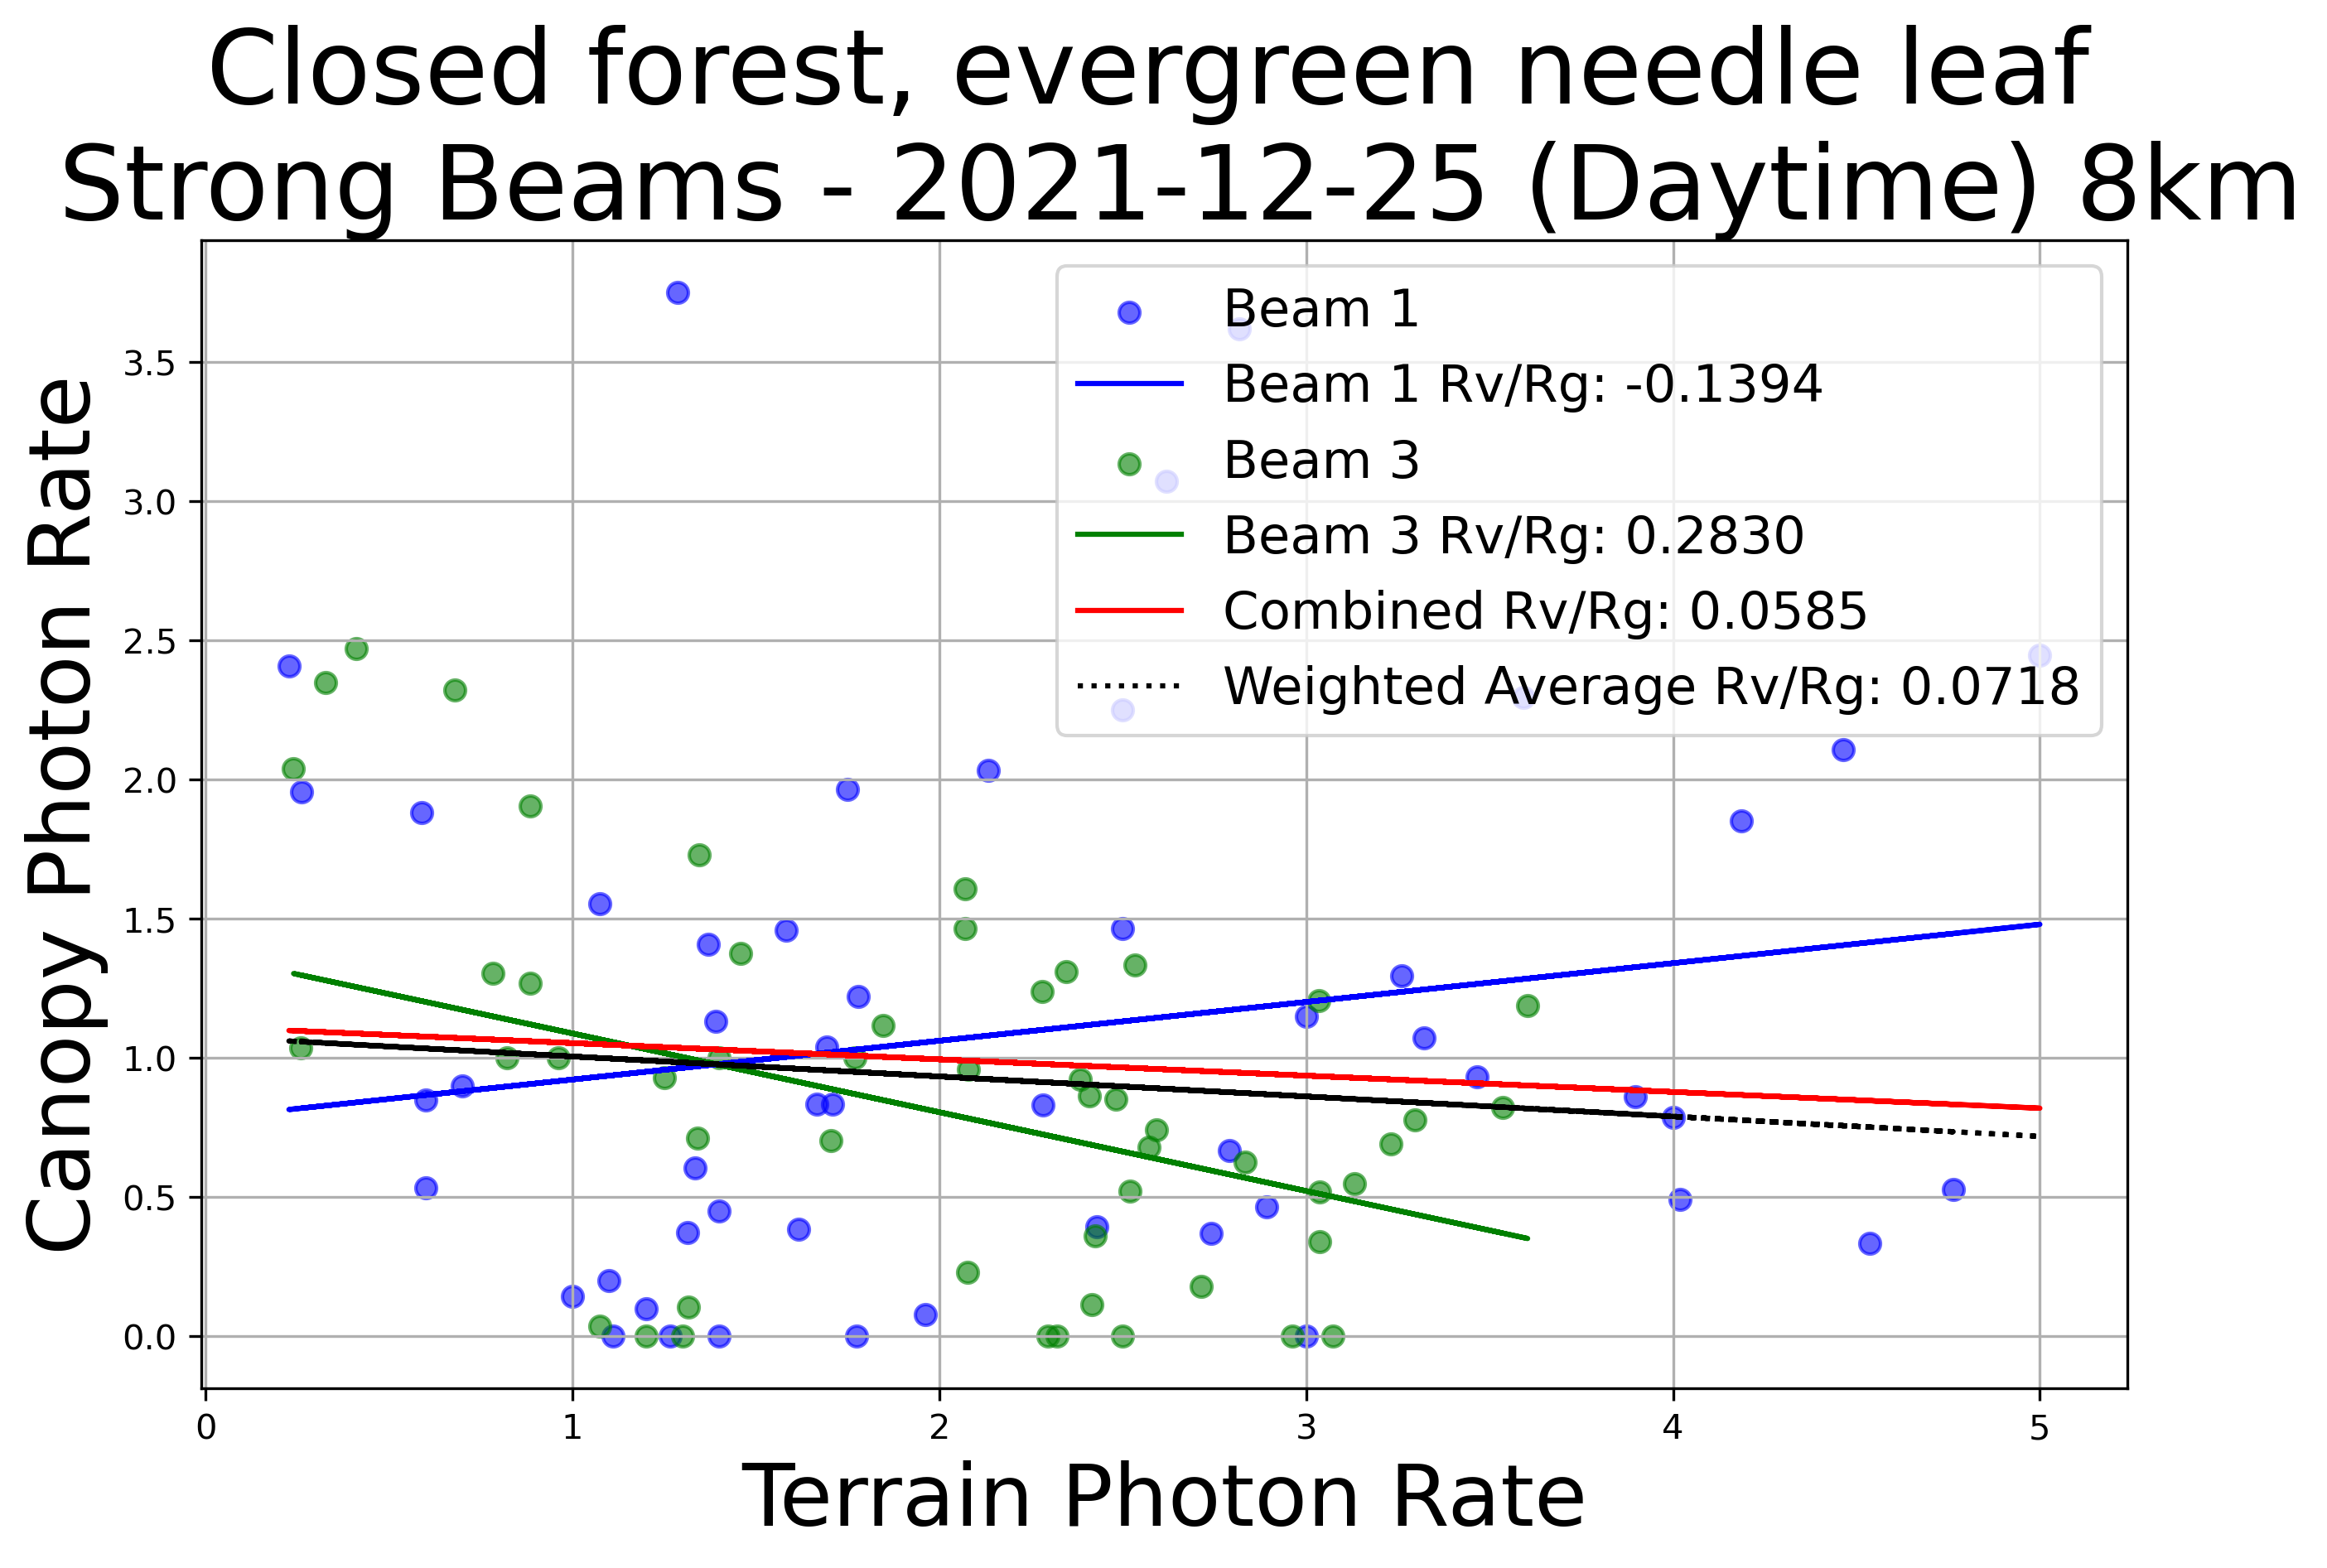 Closed forest, evergreen needle leaf
Strong Beams - 2021-12-25 (Daytime) 8km
Canopy Photon Rate
3.5
3.0
2.5
2.0
1.5
1.0
0.5
0.0
Beam 1
Beam 1 Rv/Rg: -0.1394
Beam 3
Beam 3 Rv/Rg: 0.2830
Combined Rv/Rg: 0.0585
Weighted Average Rv/Rg: 0.0718
0 1 2 3 4 5
Terrain Photon Rate